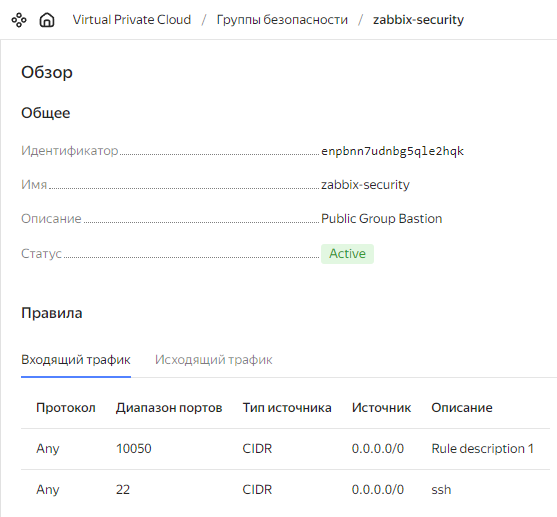 Virtual Private Cloud / Группы безопасности / zabbix-security
Обзор
Общее
Идентификатор enpbnn7udnbg5qle2hqk
Имя zabbix-security
Описание Public Group Bastion
Статус Active
Правила
Входящий трафик Исходящий трафик
Протокол Диапазон портов Тип источника Источник Описание
Any 10050 CIDR 0.0.0.0/0 Rule description 1
Any 22 CIDR 0.0.0.0/0 ssh